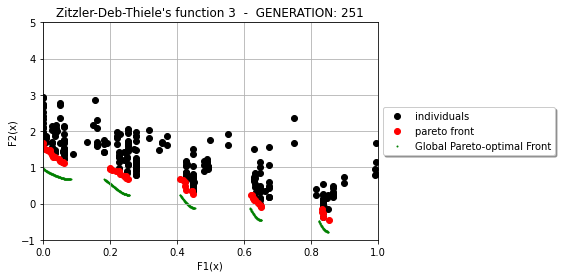 Zitzler-Deb-Thiele's function 3 - GENERATION: 251
5
4
3
2
1
0
−1
F2(x)
0.0 0.2 0.4 0.6 0.8 1.0
F1(x)
individuals
pareto front
Global Pareto-optimal Front